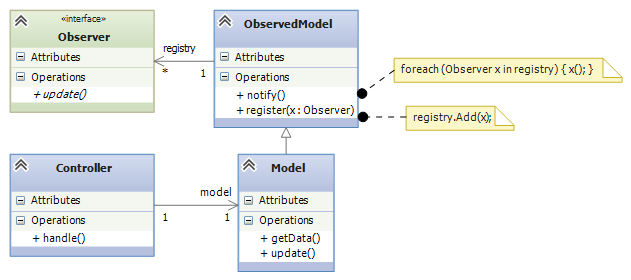 «interface»
Observer
Attributes
Operations
+ update()
registry
*
1
ObservedModel
Attributes
Operations
+ notify()
+ register(x : Observer)
foreach (Observer x in registry) { x(); }
registry.Add(x);
Controller
Attributes
Operations
+ handle()
model
1
1
Model
Attributes
Operations
+ getData()
+ update()